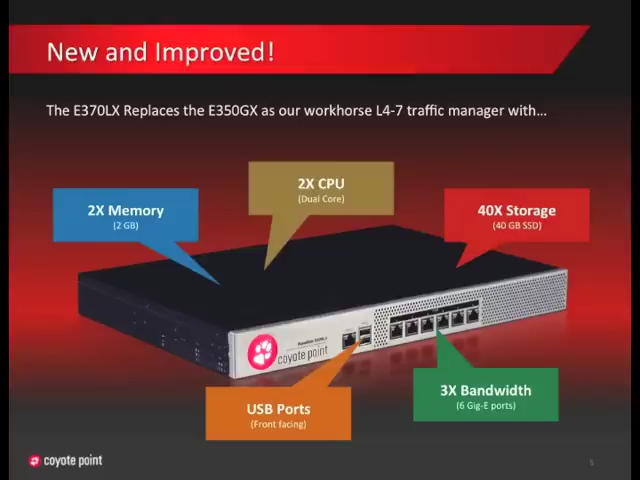 New and Improved!
The E370LX Replaces the E350GX as our workhorse L4-7 traffic manager with...
2X CPU
(Dual Core)
2X Memory
(2 GB)
40X Storage
(40 GB SSD)
coyote point
3X Bandwidth
(6 Gig-E ports)
USB Ports
(Front facing)
coyote point
5